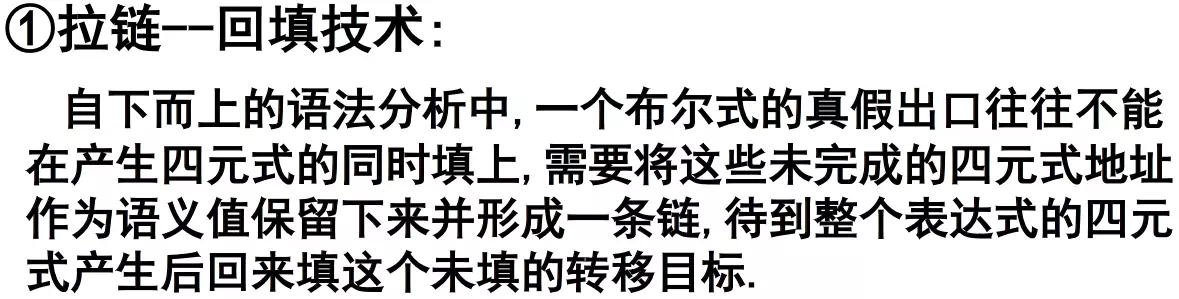 ①拉链--回填技术:
自下而上的语法分析中,一个布尔式的真假出口往往不能
在产生四元式的同时填上,需要将这些未完成的四元式地址
作为语义值保留下来并形成一条链,待到整个表达式的四元
式产生后回来填这个未填的转移目标.